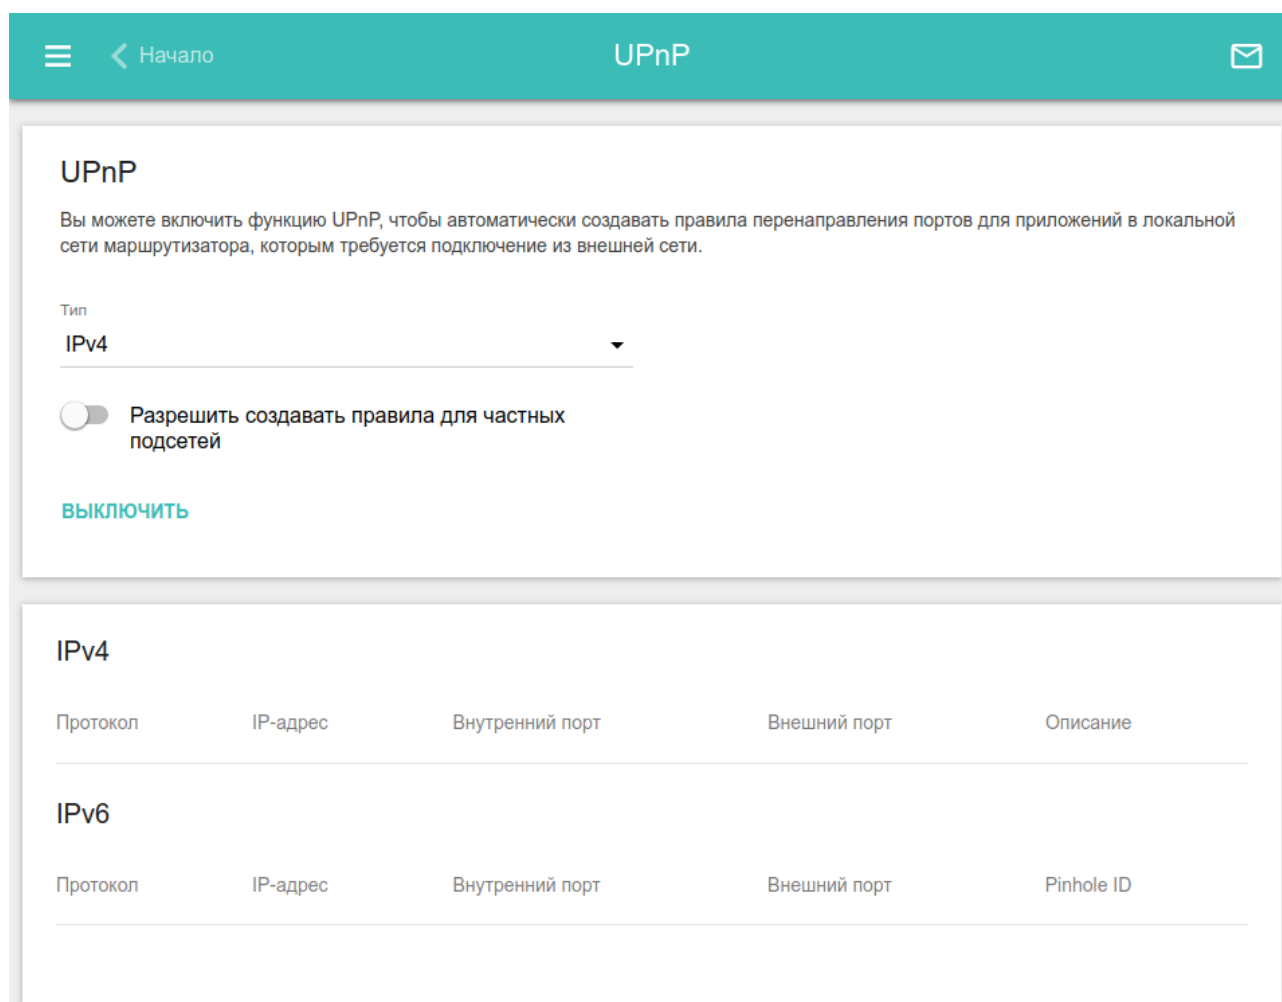 Начало
UPnP
UPnP
Вы можете включить функцию UPnP, чтобы автоматически создавать правила перенаправления портов для приложений в локальной
сети маршрутизатора, которым требуется подключение из внешней сети.
Тип
IPv4
Разрешить создавать правила для частных
подсетей
ВЫКЛЮЧИТЬ
IPv4
Протокол IP-адрес Внутренний порт Внешний порт Описание
IPv6
Протокол IP-адрес Внутренний порт Внешний порт Pinhole ID